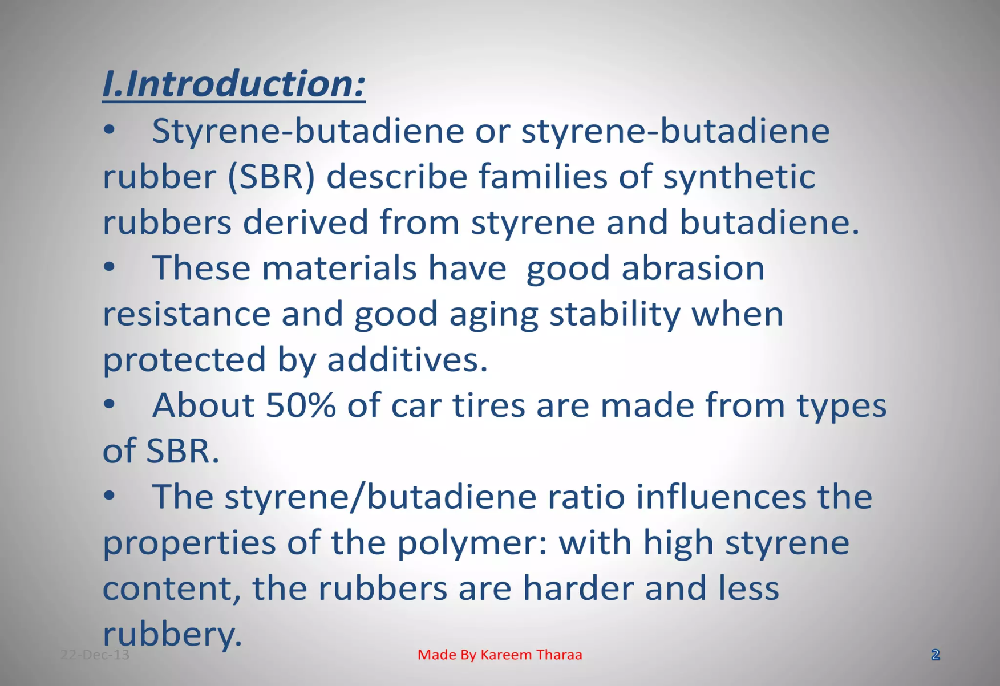 I.Introduction:
• Styrene-butadiene or styrene-butadiene
rubber (SBR) describe families of synthetic
rubbers derived from styrene and butadiene.
• These materials have  good abrasion
resistance and good aging stability when
protected by additives.
• About 50% of car tires are made from types
of SBR.
• The styrene/butadiene ratio influences the
properties of the polymer: with high styrene
content, the rubbers are harder and less
rubbery.
22-Dec-13
Made By Kareem Tharaa
2